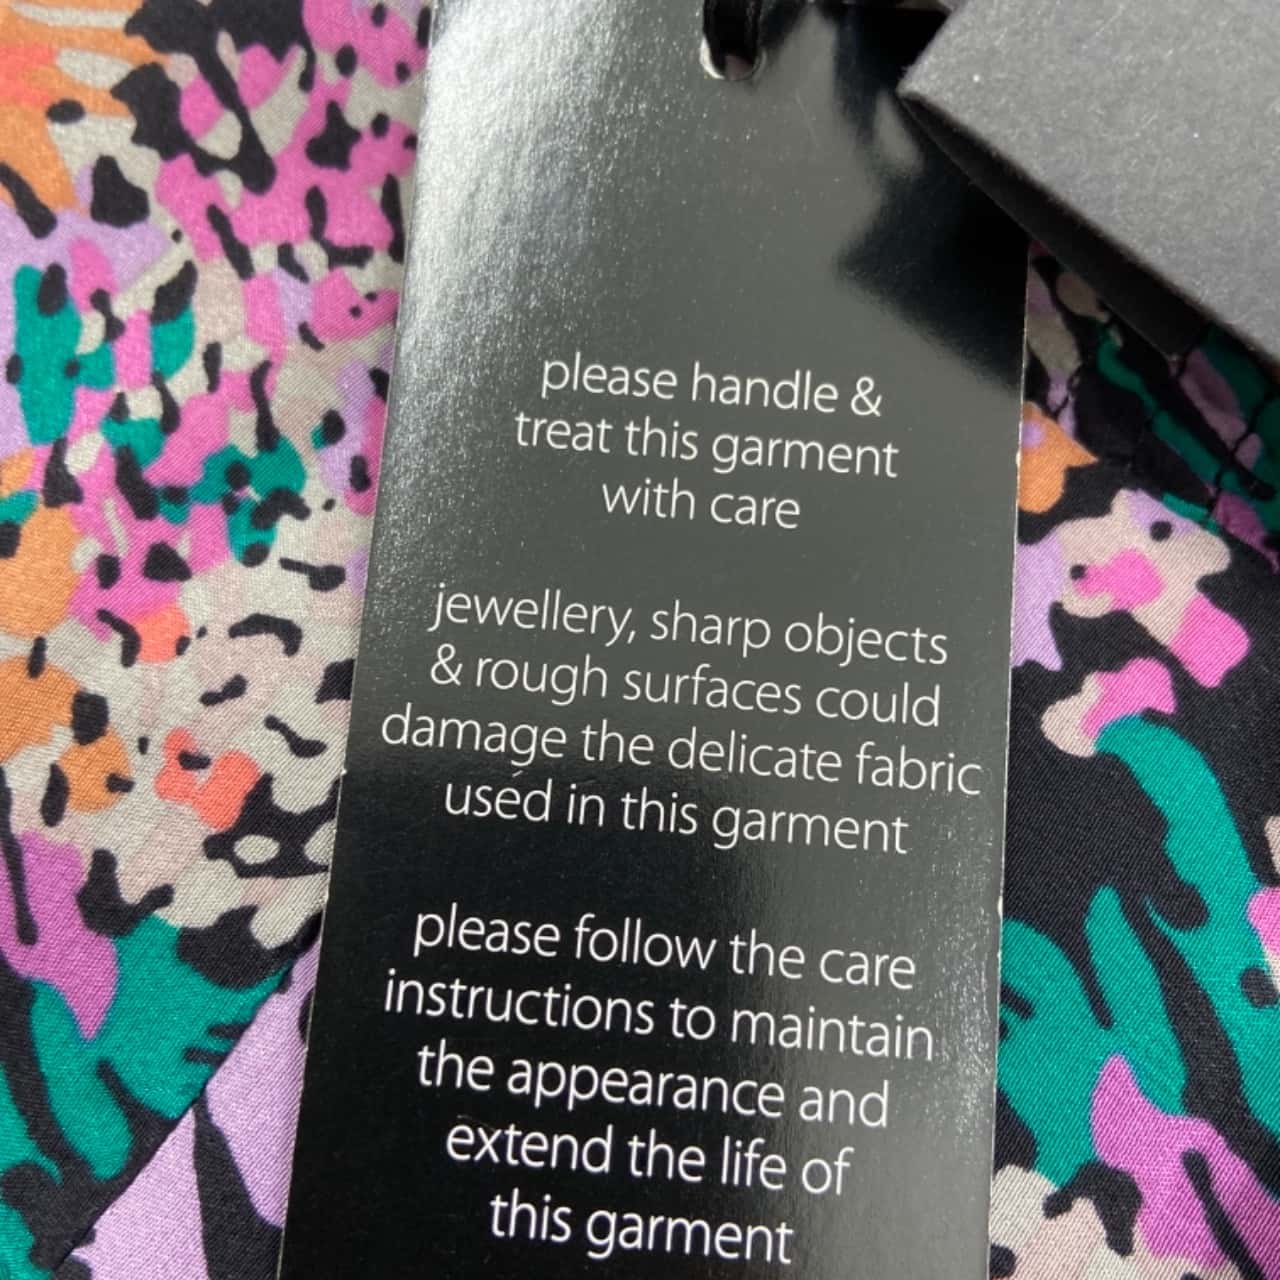 please handle &
treat this garment
with care
jewellery, sharp objects
& rough surfaces could
damage the delicate fabric
used in this garment
please follow the care
instructions to maintain
the appearance and
extend the life of
this garment